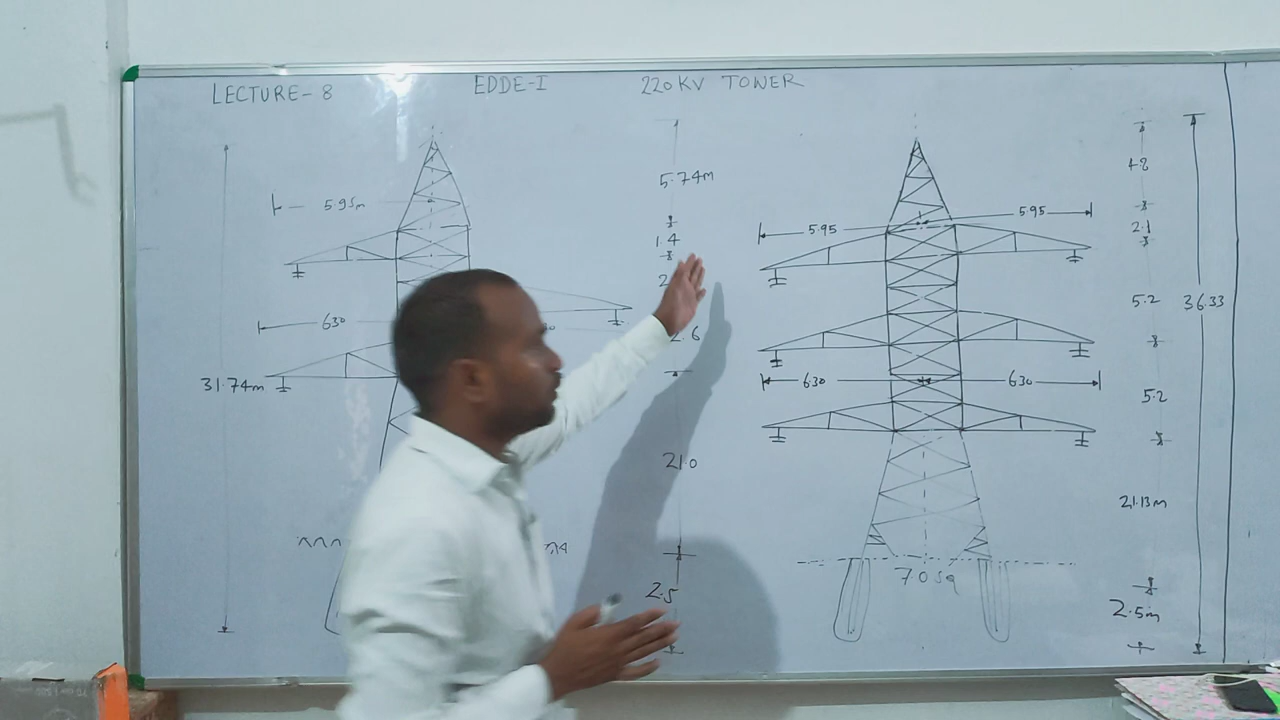 LECTURE-8
EDDE-I
220KV TOWER
5.95m
630
31.74m
5.74m
1.4
2.6
21.0
2.5
5.95
5.95
630
630
7.0 Sq
4.8
2.1
5.2
5.2
21.13m
2.5m
36.33